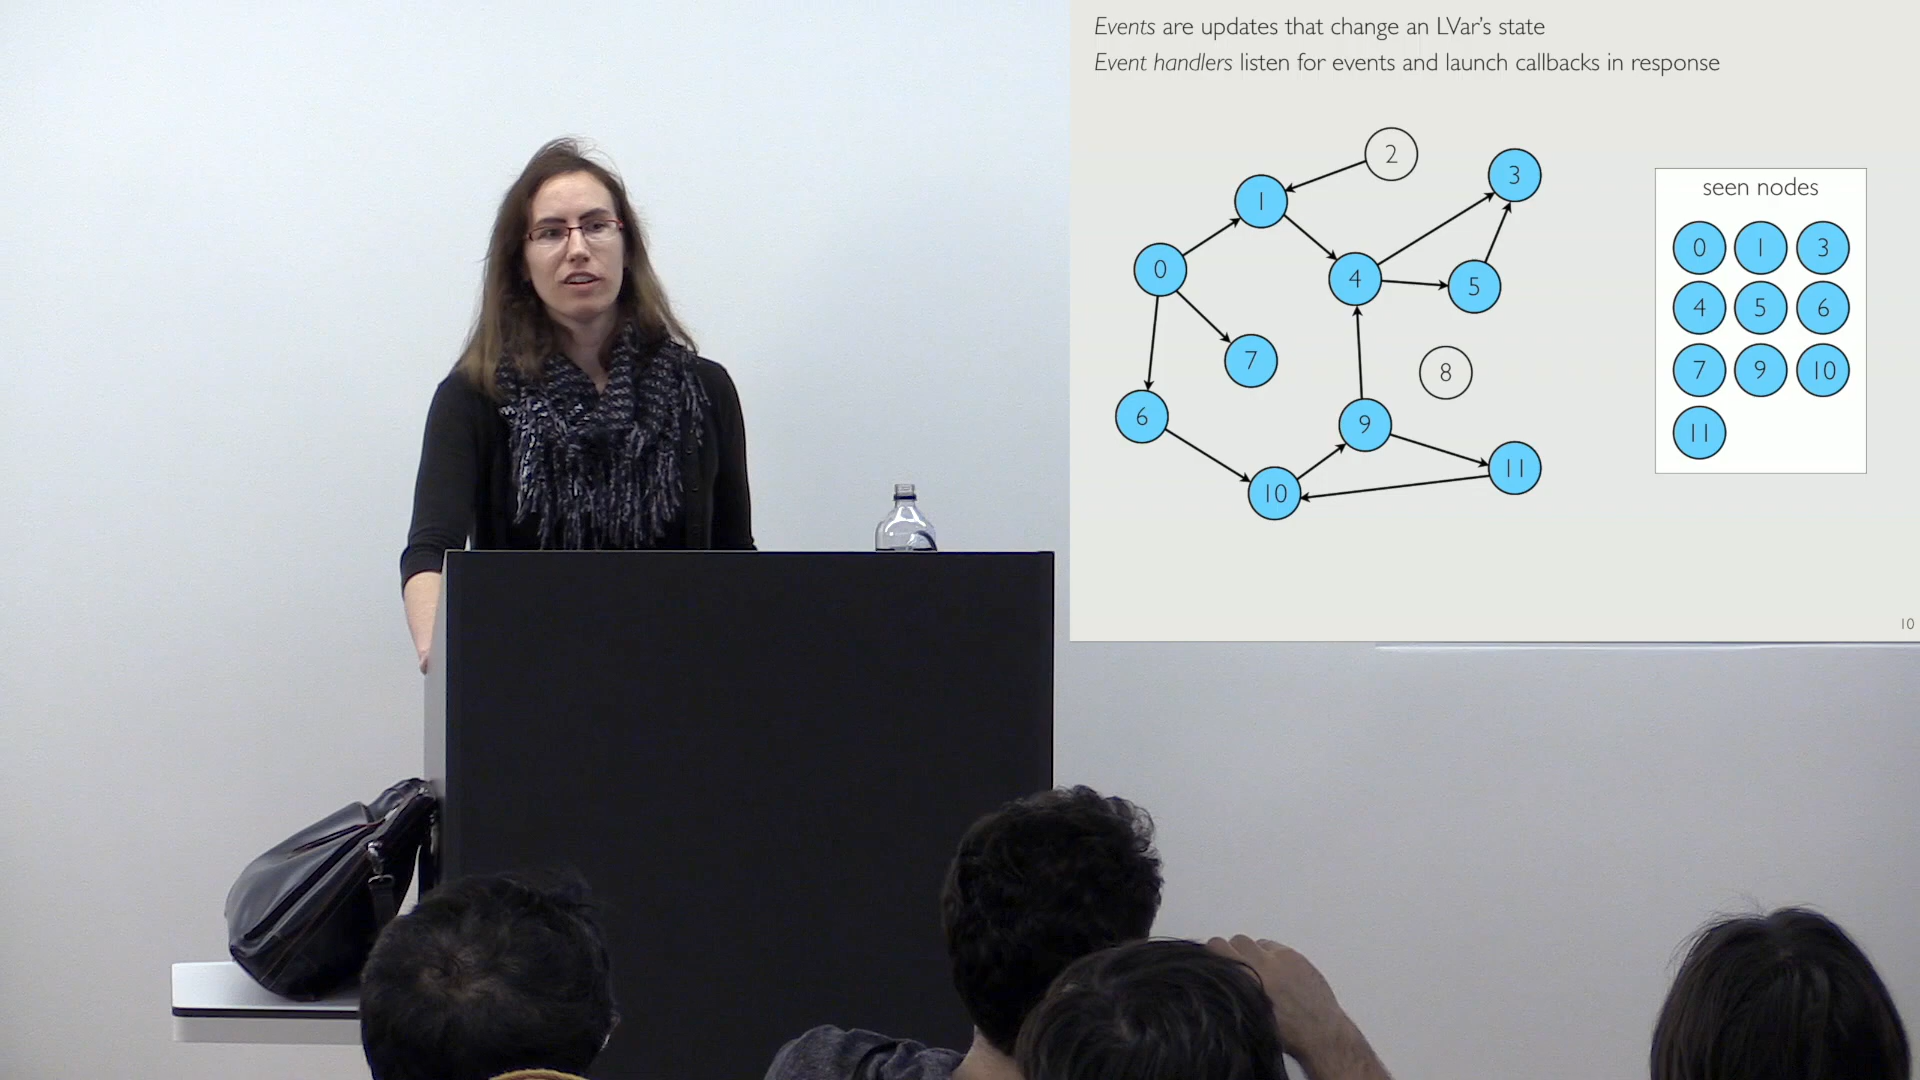 Events are updates that change an LVar's state
Event handlers listen for events and launch callbacks in response
2
3
1
0
4
5
7
8
6
9
11
10
seen nodes
0 1 3
4 5 6
7 9 10
11
10